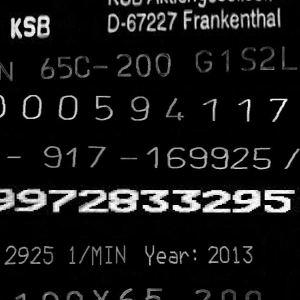 KSB
D-67227 Frankenthal
N 65C-200 G1S2L
000594117
- 917 - 169925 /
9972833295
2925 1/MIN Year: 2013